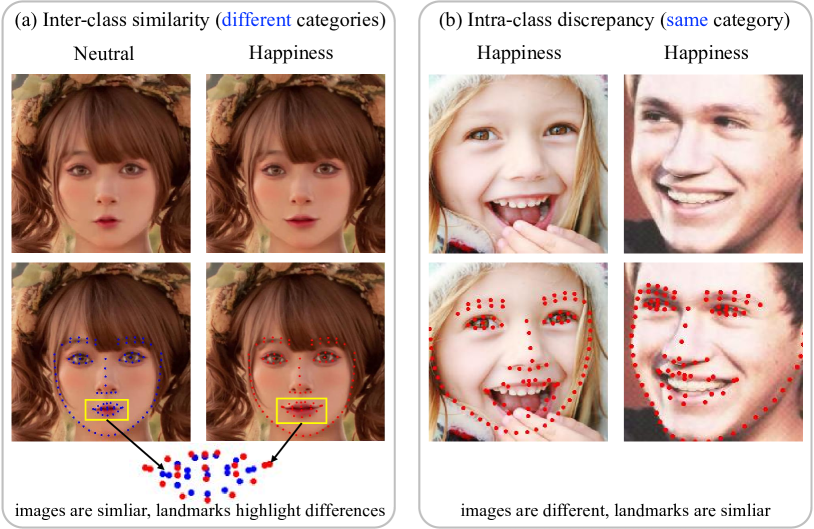 (a) Inter-class similarity (different categories)
Neutral
Happiness
images are simliar, landmarks highlight differences
(b) Intra-class discrepancy (same category)
Happiness
Happiness
images are different, landmarks are simliar